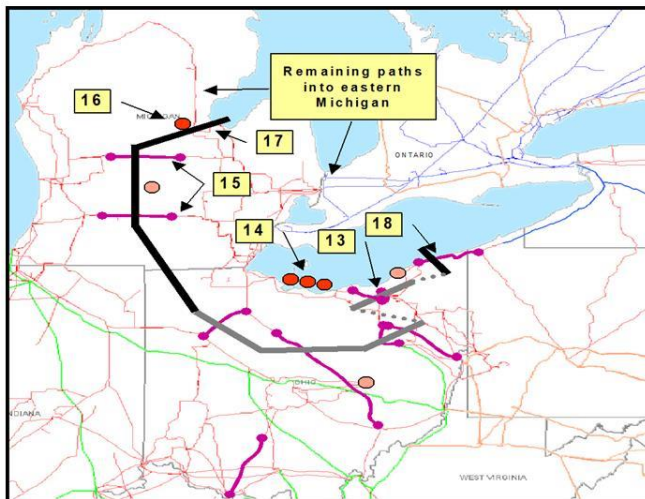 Remaining paths
into eastern
Michigan
16
MICHIGAN
17
ONTARIO
15
14
13
18
OHIO
INDIANA
WEST VIRGINIA